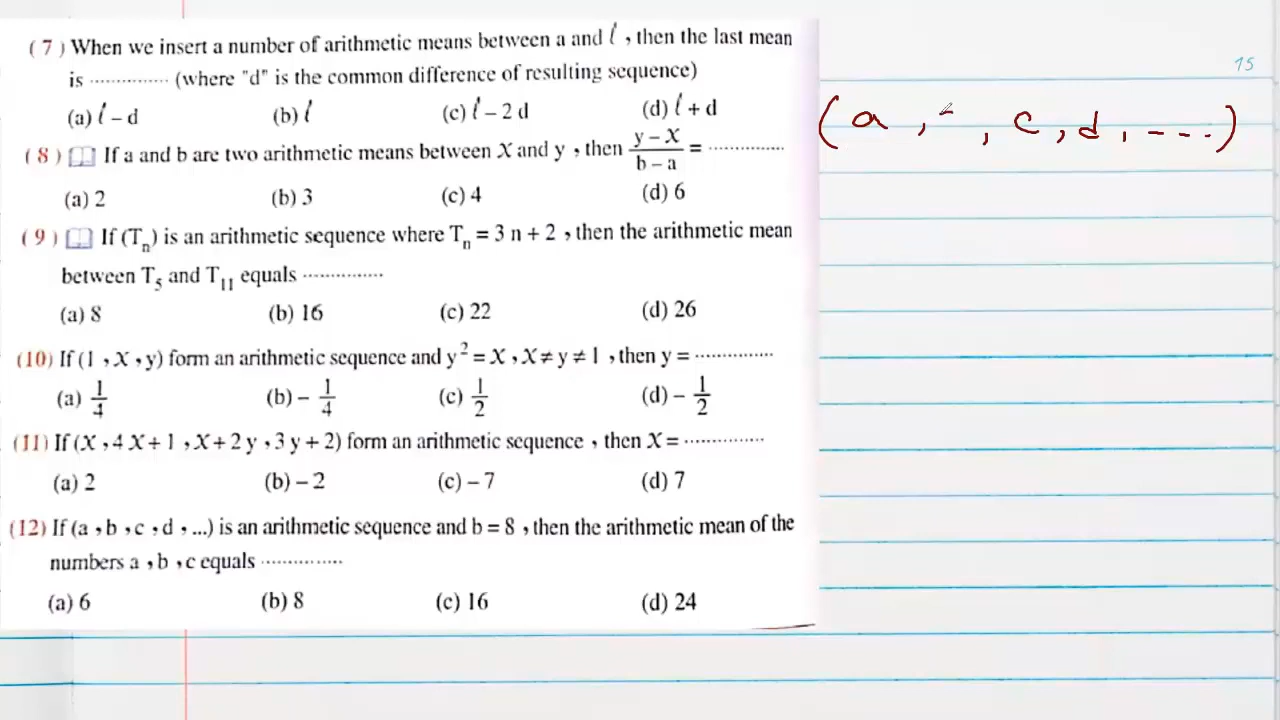 (7) When we insert a number of arithmetic means between a and ℓ , then the last mean
is ............... (where "d" is the common difference of resulting sequence)
(a) ℓ – d (b) ℓ (c) ℓ – 2 d (d) ℓ + d
(8) If a and b are two arithmetic means between X and y , then \frac{y – X}{b – a} = ...............
(a) 2 (b) 3 (c) 4 (d) 6
(9) If (Tₙ) is an arithmetic sequence where Tₙ = 3 n + 2 , then the arithmetic mean
between T₅ and T₁₁ equals ...............
(a) 8 (b) 16 (c) 22 (d) 26
(10) If (1 , X , y) form an arithmetic sequence and y² = X , X ≠ y ≠ 1 , then y = ...............
(a) 1/4 (b) – 1/4 (c) 1/2 (d) – 1/2
(11) If (X , 4 X + 1 , X + 2 y , 3 y + 2) form an arithmetic sequence , then X = ...............
(a) 2 (b) – 2 (c) – 7 (d) 7
(12) If (a , b , c , d , ...) is an arithmetic sequence and b = 8 , then the arithmetic mean of the
numbers a , b , c equals ...............
(a) 6 (b) 8 (c) 16 (d) 24
15
(a , , c , d , ----)